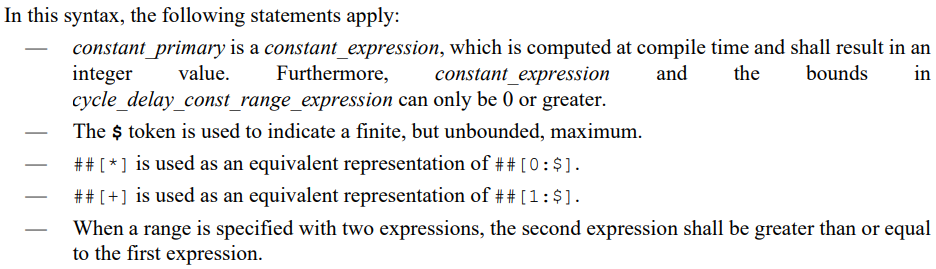 In this syntax, the following statements apply:
— constant_primary is a constant_expression, which is computed at compile time and shall result in an
integer value. Furthermore, constant_expression and the bounds in
cycle_delay_const_range_expression can only be 0 or greater.
— The $ token is used to indicate a finite, but unbounded, maximum.
— ##[*] is used as an equivalent representation of ##[0:$].
— ##[+] is used as an equivalent representation of ##[1:$].
— When a range is specified with two expressions, the second expression shall be greater than or equal
to the first expression.